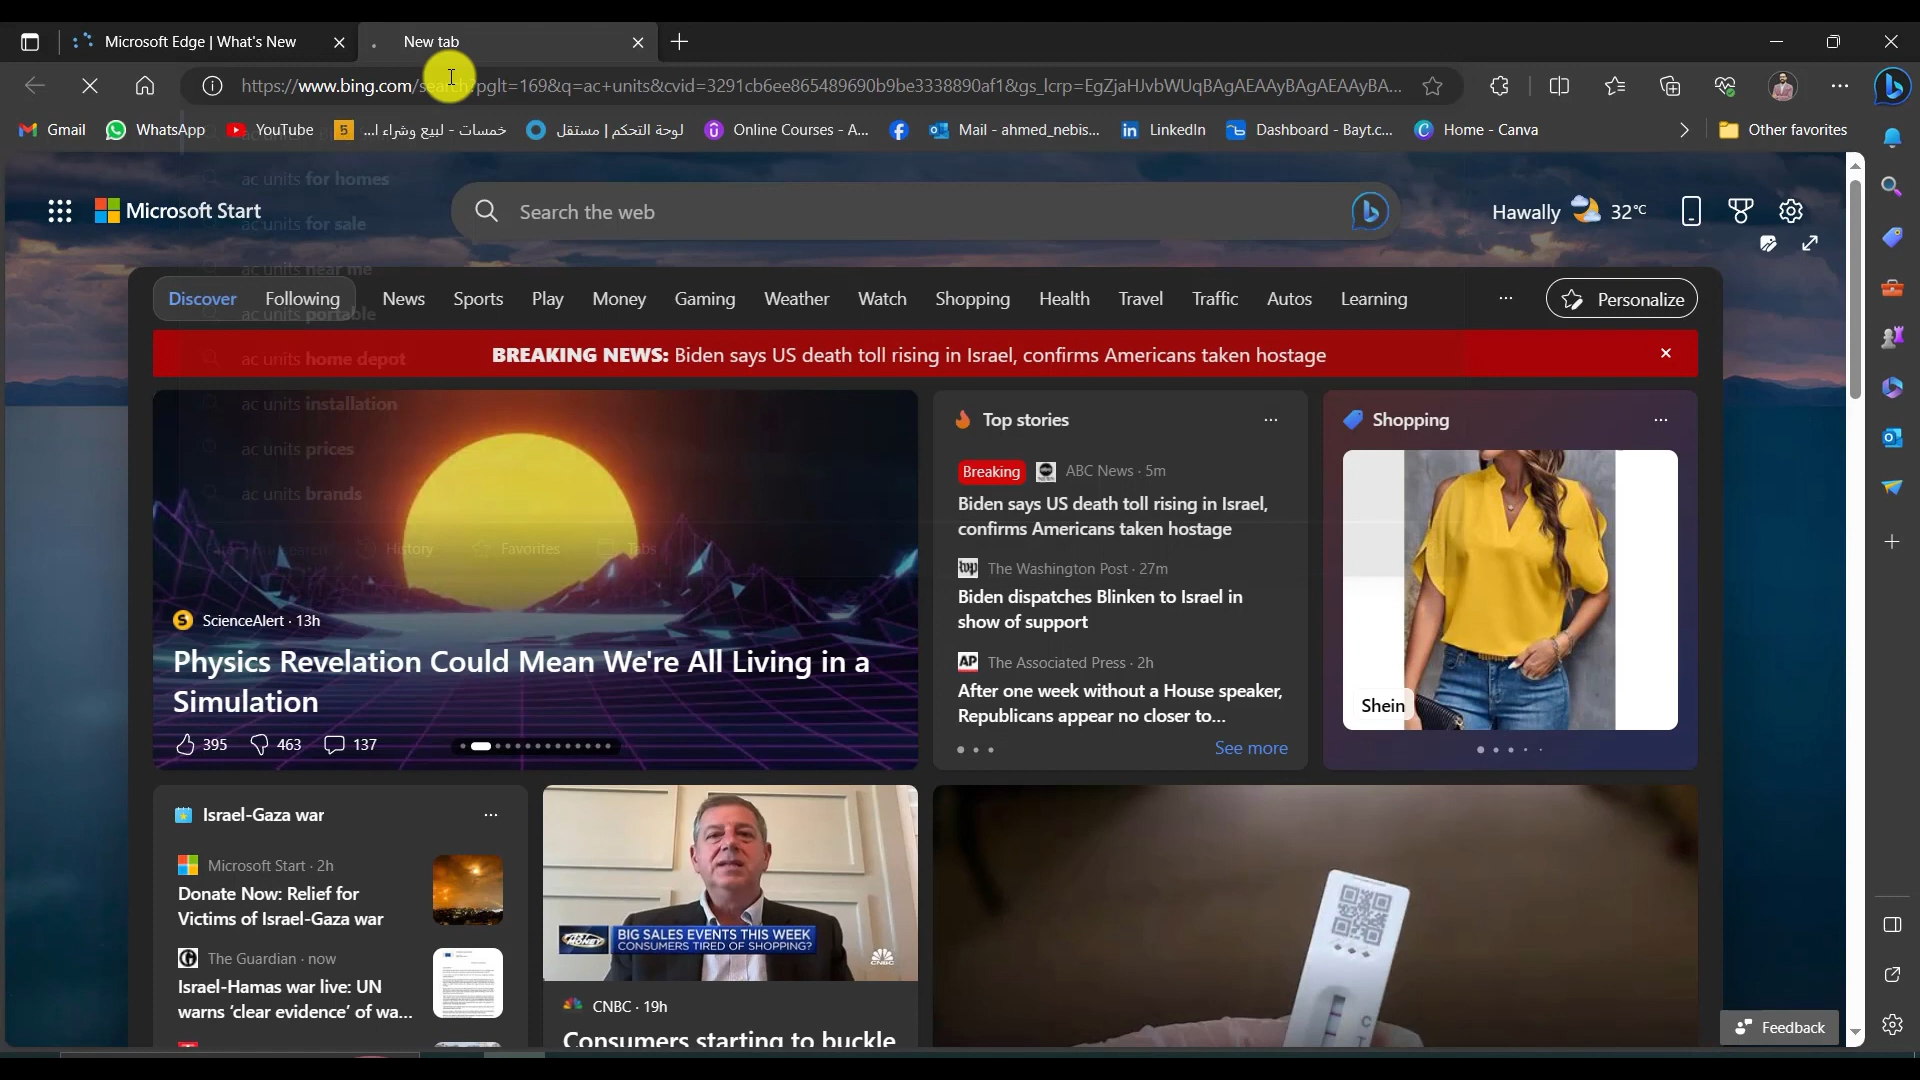 Microsoft Edge | What's New
New tab
https://www.bing.com/search?pglt=169&q=ac+units&cvid=3291cb6ee865489690b9be3338890af1&gs_lcrp=EgZjaHJvbWUqBAgAEAAyBAgAEAAyBA...
Gmail
WhatsApp
YouTube
خمسات - لبيع وشراء ا...
لوحة التحكم | مستقل
Online Courses - A...
Mail - ahmed_nebis...
LinkedIn
Dashboard - Bayt.c...
Home - Canva
Other favorites
ac units for homes
ac units for sale
ac units near me
ac units portable
ac units home depot
ac units installation
ac units prices
ac units brands
History
Favorites
Tabs
Microsoft Start
Search the web
Hawally
32°C
Discover
Following
News
Sports
Play
Money
Gaming
Weather
Watch
Shopping
Health
Travel
Traffic
Autos
Learning
Personalize
BREAKING NEWS: Biden says US death toll rising in Israel, confirms Americans taken hostage
ScienceAlert · 13h
Physics Revelation Could Mean We're All Living in a
Simulation
395
463
137
Top stories
Breaking
ABC News · 5m
Biden says US death toll rising in Israel,
confirms Americans taken hostage
wp
The Washington Post · 27m
Biden dispatches Blinken to Israel in
show of support
AP
The Associated Press · 2h
After one week without a House speaker,
Republicans appear no closer to...
See more
Shopping
Shein
Israel-Gaza war
Microsoft Start · 2h
Donate Now: Relief for
Victims of Israel-Gaza war
The Guardian · now
Israel-Hamas war live: UN
warns ‘clear evidence’ of wa...
FAST MONEY
BIG SALES EVENTS THIS WEEK
CONSUMERS TIRED OF SHOPPING?
CNBC
CNBC · 19h
Consumers starting to buckle
C
T
Feedback